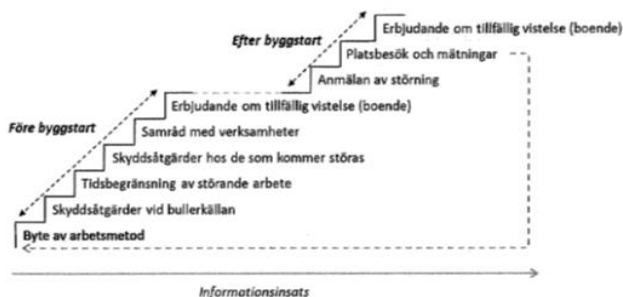 Erbjudande om tillfällig vistelse (boende)
Efter byggstart
Platsbesök och mätningar
Anmälan av störning
Erbjudande om tillfällig vistelse (boende)
Före byggstart
Samråd med verksamheter
Skyddsåtgärder hos de som kommer störas
Tidsbegränsning av störande arbete
Skyddsåtgärder vid bullerkällan
Byte av arbetsmetod
Informationsinsats